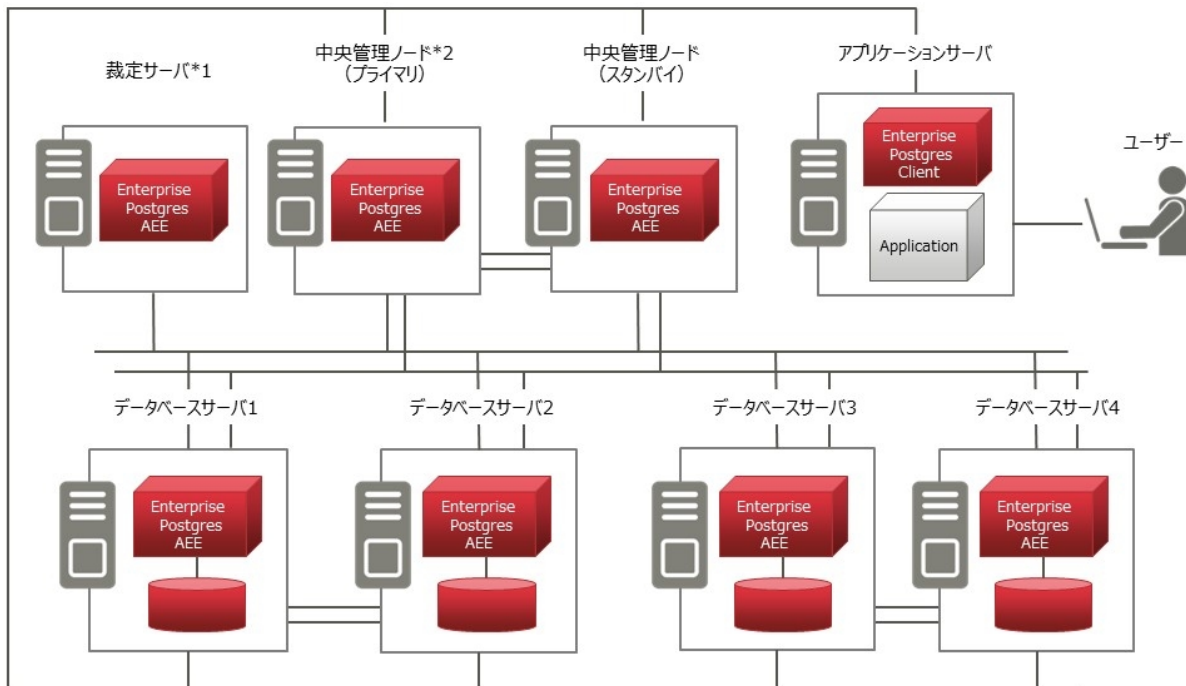 裁定サーバ*1
中央管理ノード*2
（プライマリ）
中央管理ノード
（スタンバイ）
アプリケーションサーバ
ユーザー
Enterprise
Postgres
AEE
Enterprise
Postgres
AEE
Enterprise
Postgres
AEE
Enterprise
Postgres
Client
Application
データベースサーバ1
データベースサーバ2
データベースサーバ3
データベースサーバ4
Enterprise
Postgres
AEE
Enterprise
Postgres
AEE
Enterprise
Postgres
AEE
Enterprise
Postgres
AEE